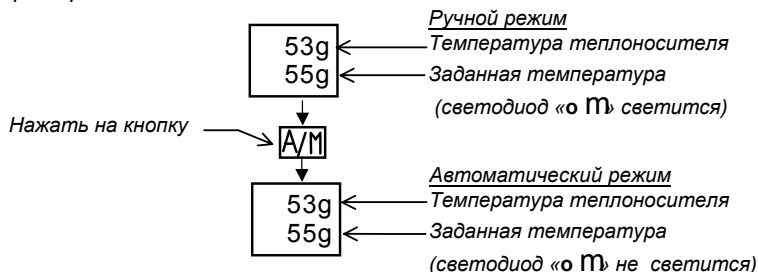 Ручной режим
53g Температура теплоносителя
55g Заданная температура
(светодиод «o m» светится)
Нажать на кнопку
A/M
Автоматический режим
53g Температура теплоносителя
55g Заданная температура
(светодиод «o m» не светится)